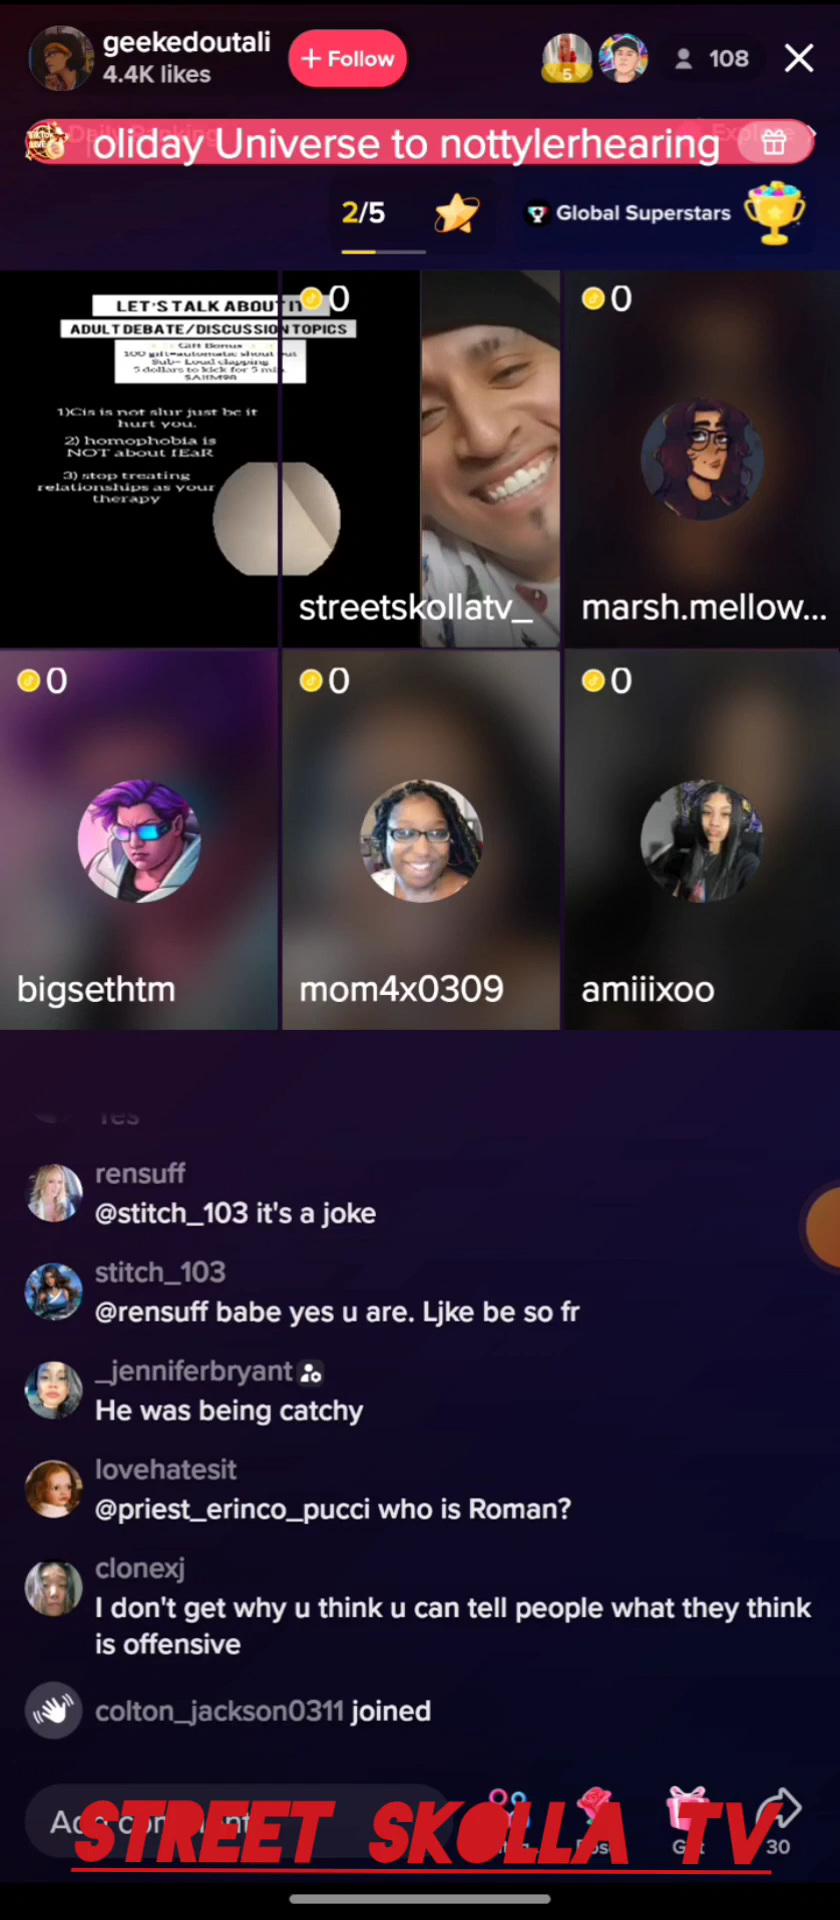 geekedoutali
4.4K likes
+ Follow
5
108
oliday Universe to nottylerhearing
2/5
Global Superstars
LET'S TALK ABOUT IT
ADULT DEBATE/DISCUSSION TOPICS
Gift Bonus
100 gift=automatic shout out
Sub= Loud clapping
5 dollars to kick for 5 min
1)Cis is not slur just bc it
hurt you.
2) homophobia is
NOT about fEaR
3) stop treating
relationships as your
therapy
0
streetskollatv_
0
marsh.mellow...
0
bigsethtm
0
mom4x0309
0
amiiixoo
Yes
rensuff
@stitch_103 it's a joke
stitch_103
@rensuff babe yes u are. Ljke be so fr
_jenniferbryant
He was being catchy
lovehatesit
@priest_erinco_pucci who is Roman?
clonexj
I don't get why u think u can tell people what they think
is offensive
colton_jackson0311 joined
STREET SKOLLA TV
30